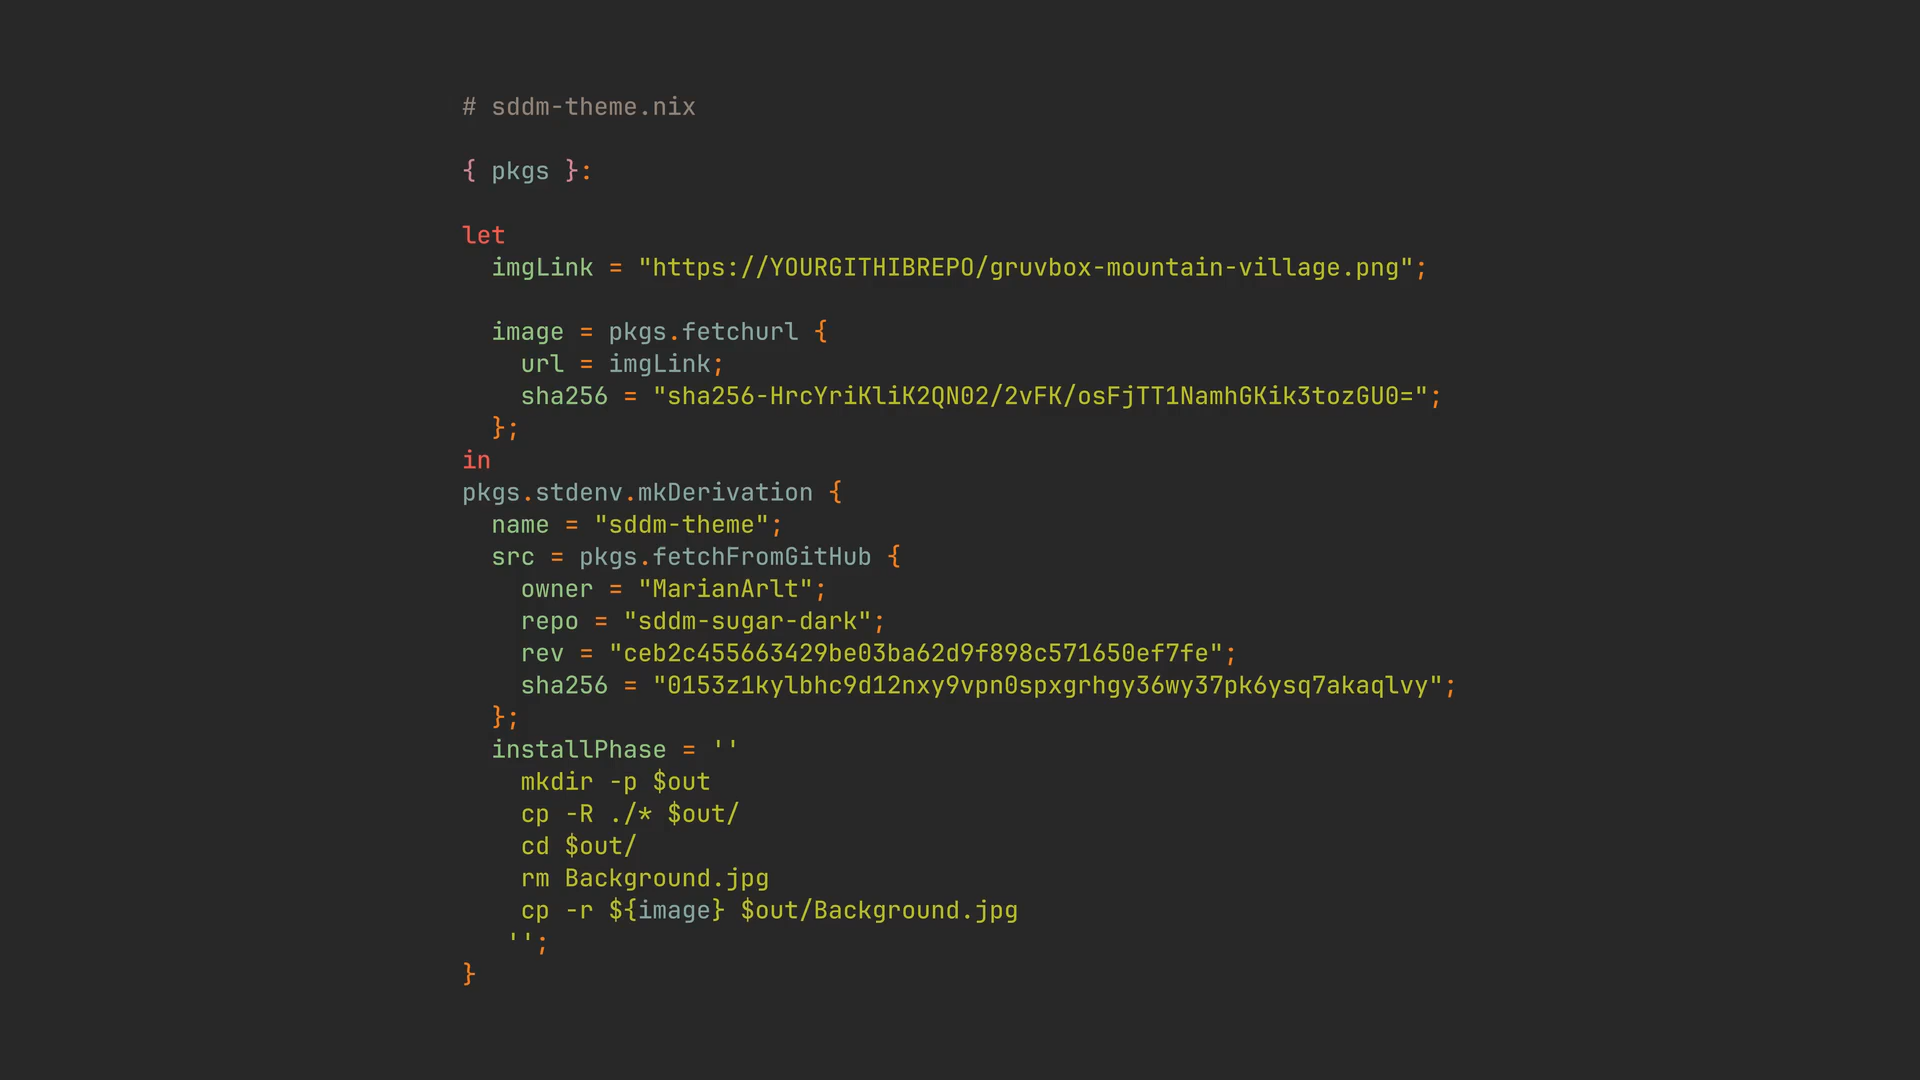 # sddm-theme.nix
{ pkgs }:
let
imgLink = "https://YOURGITHIBREPO/gruvbox-mountain-village.png";
image = pkgs.fetchurl {
url = imgLink;
sha256 = "sha256-HrcYriKliK2QN02/2vFK/osFjTT1NamhGKik3tozGU0=";
};
in
pkgs.stdenv.mkDerivation {
name = "sddm-theme";
src = pkgs.fetchFromGitHub {
owner = "MarianArlt";
repo = "sddm-sugar-dark";
rev = "ceb2c455663429be03ba62d9f898c571650ef7fe";
sha256 = "0153z1kylbhc9d12nxy9vpn0spxgrhgy36wy37pk6ysq7akaqlvy";
};
installPhase = ''
mkdir -p $out
cp -R ./* $out/
cd $out/
rm Background.jpg
cp -r ${image} $out/Background.jpg
'';
}